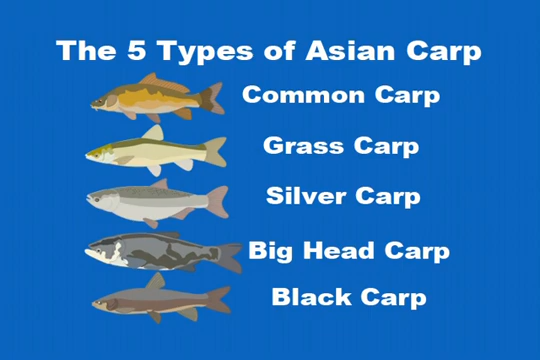 The 5 Types of Asian Carp
Common Carp
Grass Carp
Silver Carp
Big Head Carp
Black Carp